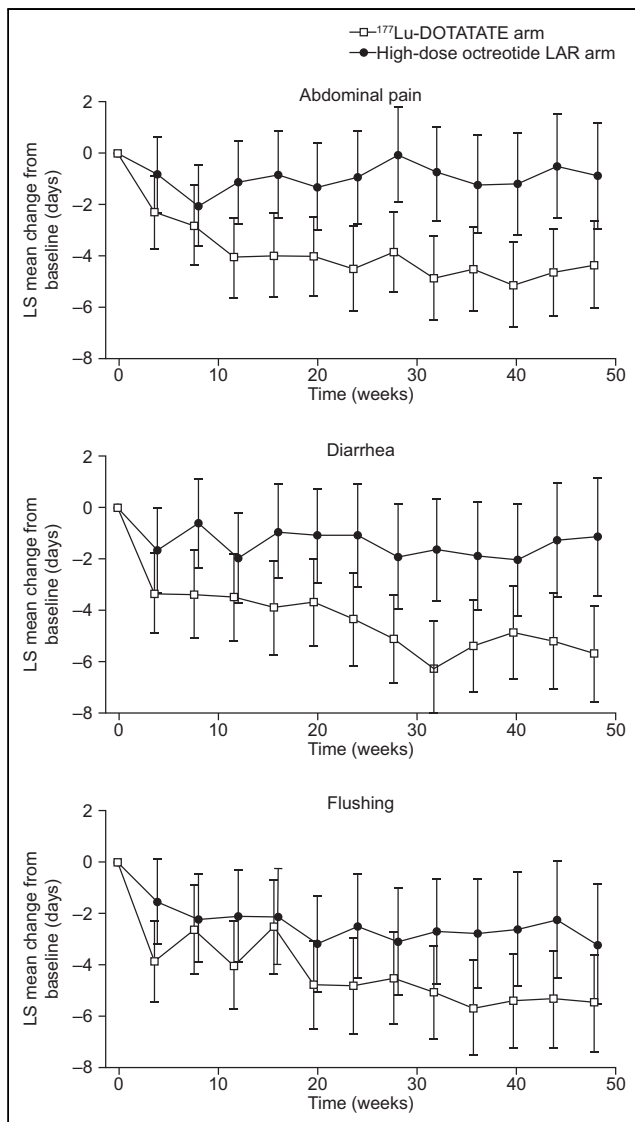 ¹⁷⁷Lu-DOTATATE arm
High-dose octreotide LAR arm
Abdominal pain
2
0
–2
–4
–6
–8
LS mean change from
baseline (days)
0 10 20 30 40 50
Time (weeks)
Diarrhea
2
0
–2
–4
–6
–8
LS mean change from
baseline (days)
0 10 20 30 40 50
Time (weeks)
Flushing
2
0
–2
–4
–6
–8
LS mean change from
baseline (days)
0 10 20 30 40 50
Time (weeks)